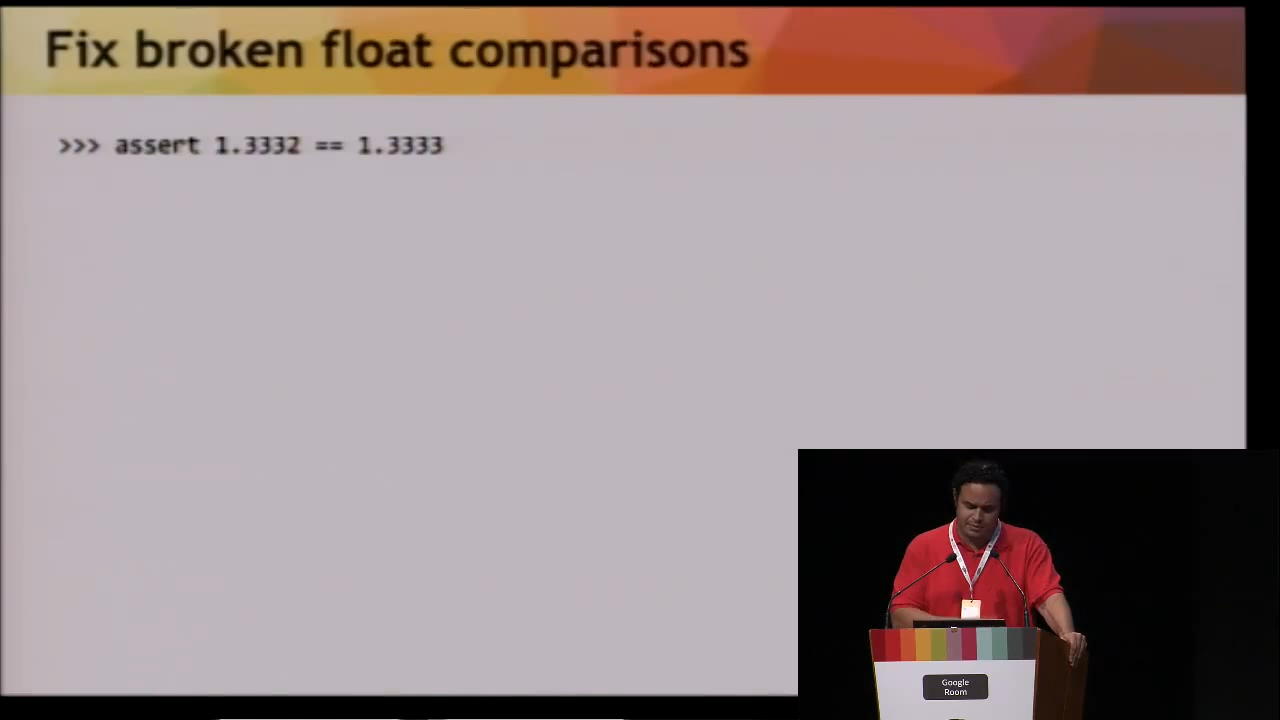 Fix broken float comparisons
>>> assert 1.3332 == 1.3333
Google
Room